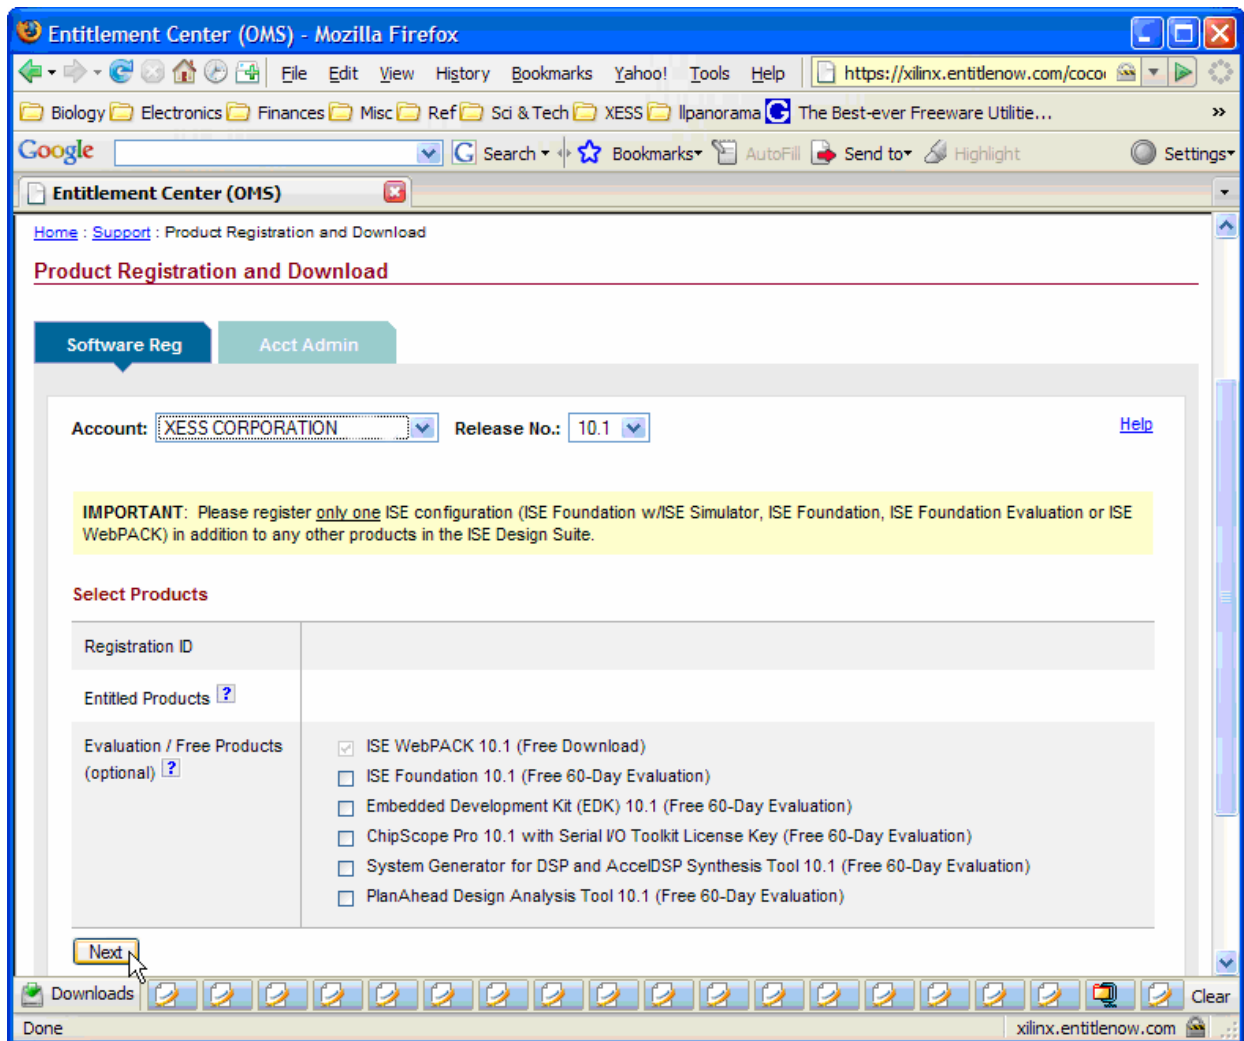 Entitlement Center (OMS) - Mozilla Firefox
File Edit View History Bookmarks Yahoo! Tools Help https://xilinx.entitlenow.com/coco
Biology Electronics Finances Misc Ref Sci & Tech XESS llpanorama G The Best-ever Freeware Utilitie... »
Google G Search Bookmarks AutoFill Send to Highlight Settings
Entitlement Center (OMS)
Home : Support : Product Registration and Download
Product Registration and Download
Software Reg Acct Admin
Account: XESS CORPORATION Release No.: 10.1 Help
IMPORTANT: Please register only one ISE configuration (ISE Foundation w/ISE Simulator, ISE Foundation, ISE Foundation Evaluation or ISE
WebPACK) in addition to any other products in the ISE Design Suite.
Select Products
Registration ID
Entitled Products ?
Evaluation / Free Products
(optional) ?
ISE WebPACK 10.1 (Free Download)
ISE Foundation 10.1 (Free 60-Day Evaluation)
Embedded Development Kit (EDK) 10.1 (Free 60-Day Evaluation)
ChipScope Pro 10.1 with Serial I/O Toolkit License Key (Free 60-Day Evaluation)
System Generator for DSP and AccelDSP Synthesis Tool 10.1 (Free 60-Day Evaluation)
PlanAhead Design Analysis Tool 10.1 (Free 60-Day Evaluation)
Next
Downloads Clear
Done xilinx.entitlenow.com